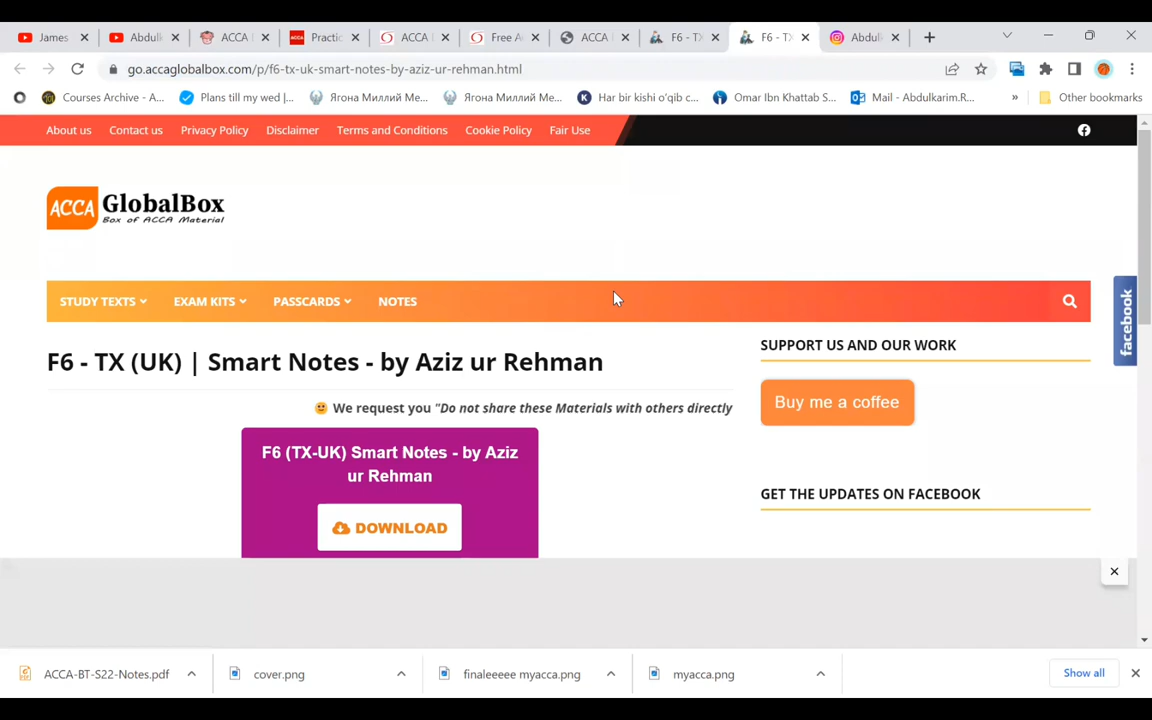 James
Abdulk
ACCA L
Practic
ACCA L
Free A
ACCA L
F6 - TX
F6 - TX
Abdul
go.accaglobalbox.com/p/f6-tx-uk-smart-notes-by-aziz-ur-rehman.html
Courses Archive - A...
Plans till my wed |...
Ягона Миллий Ме...
Ягона Миллий Ме...
Har bir kishi o'qib c...
Omar Ibn Khattab S...
Mail - Abdulkarim.R...
»
Other bookmarks
About us
Contact us
Privacy Policy
Disclaimer
Terms and Conditions
Cookie Policy
Fair Use
ACCA GlobalBox
Box of ACCA Material
STUDY TEXTS
EXAM KITS
PASSCARDS
NOTES
facebook
F6 - TX (UK) | Smart Notes - by Aziz ur Rehman
SUPPORT US AND OUR WORK
Buy me a coffee
We request you "Do not share these Materials with others directly
F6 (TX-UK) Smart Notes - by Aziz
ur Rehman
DOWNLOAD
GET THE UPDATES ON FACEBOOK
ACCA-BT-S22-Notes.pdf
cover.png
finaleeeee myacca.png
myacca.png
Show all